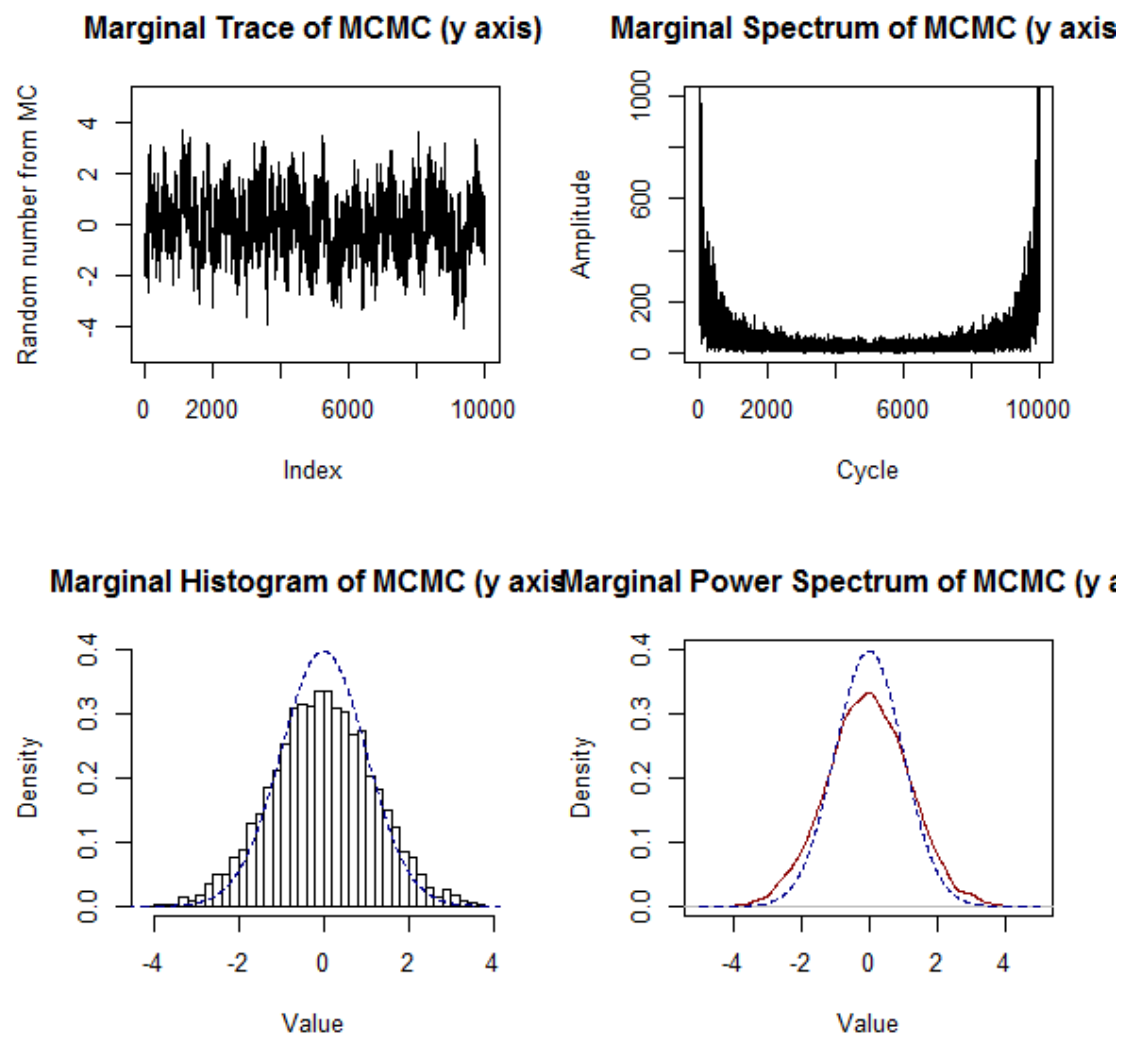 Marginal Trace of MCMC (y axis)
Random number from MC
4
2
0
-2
-4
0 2000 6000 10000
Index
Marginal Spectrum of MCMC (y axis
Amplitude
1000
600
200
0
0 2000 6000 10000
Cycle
Marginal Histogram of MCMC (y axis
Density
0.4
0.3
0.2
0.1
0.0
-4 -2 0 2 4
Value
Marginal Power Spectrum of MCMC (y a
Density
0.4
0.3
0.2
0.1
0.0
-4 -2 0 2 4
Value